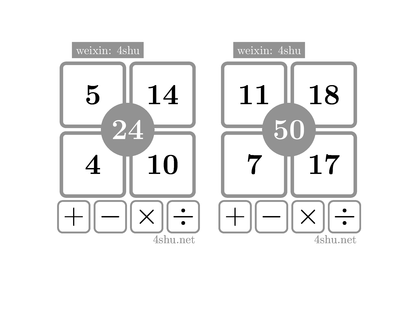 weixin: 4shu
5 14
24
4 10
+ − × ÷
4shu.net
weixin: 4shu
11 18
50
7 17
+ − × ÷
4shu.net